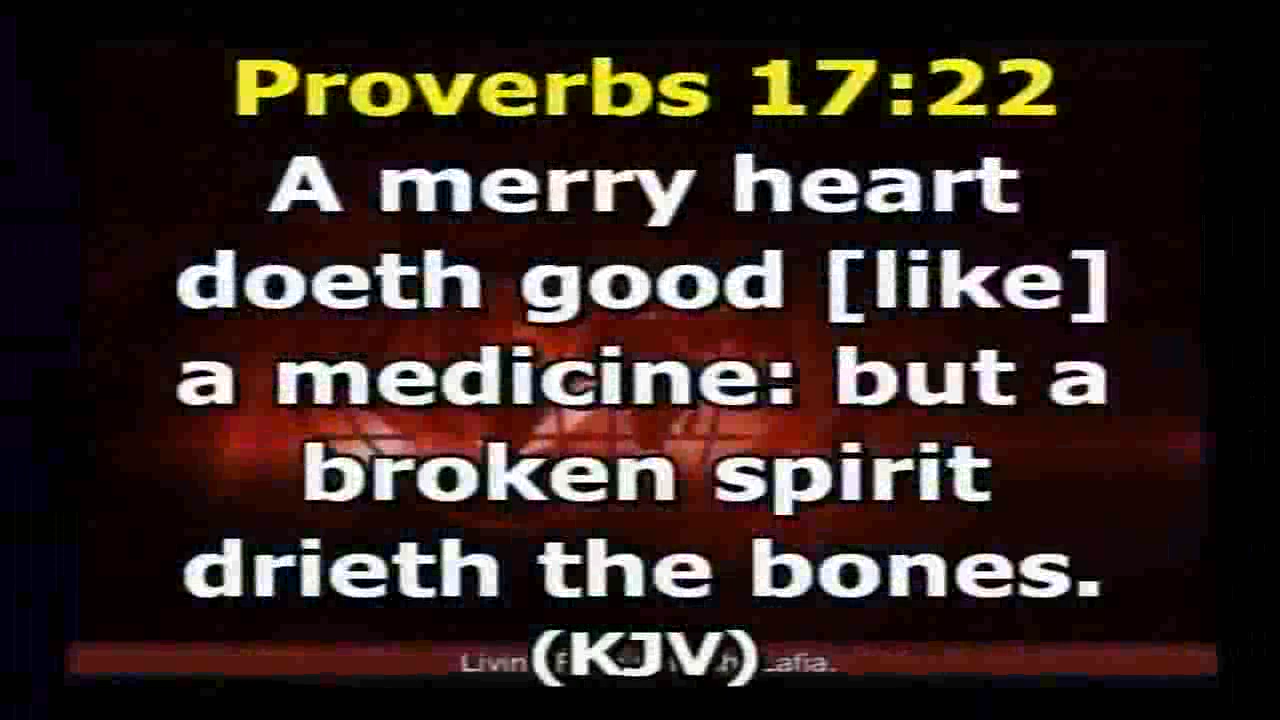 Proverbs 17:22
A merry heart
doeth good [like]
a medicine: but a
broken spirit
drieth the bones.
(KJV)